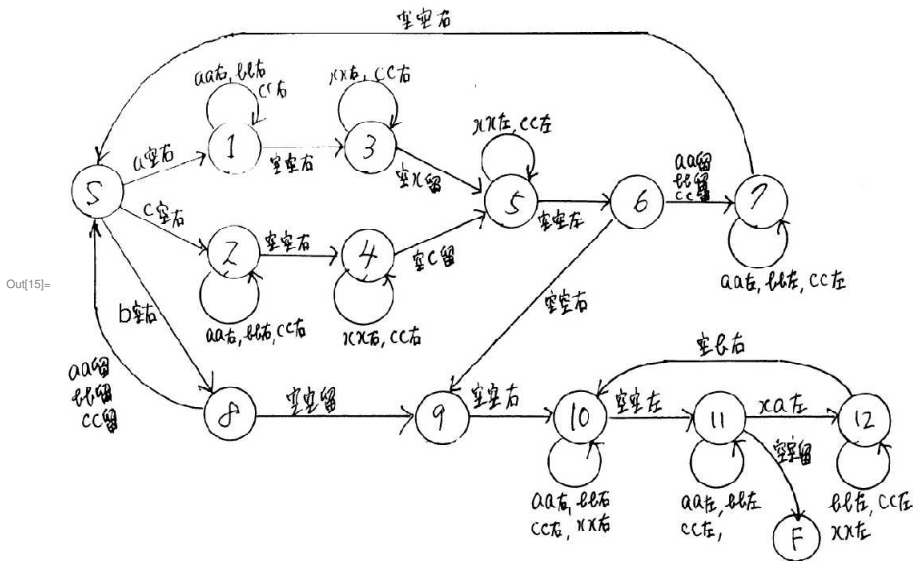 空空右
aa右, bb右
cc右
xx右, cc右
xx左, cc左
a空右
1
空空右
3
空x留
S
5
空空左
6
aa留
bb留
cc留
7
c空右
2
空空右
4
空c留
Out[15]=
aa右, bb右, cc右
xx右, cc右
aa左, bb左, cc左
b空右
空空右
空b右
aa留
bb留
cc留
8
空空留
9
空空右
10
空空左
11
xa左
12
空空留
aa右, bb右
cc右, xx右
aa左, bb左
cc左,
bb左, cc左
xx左
F